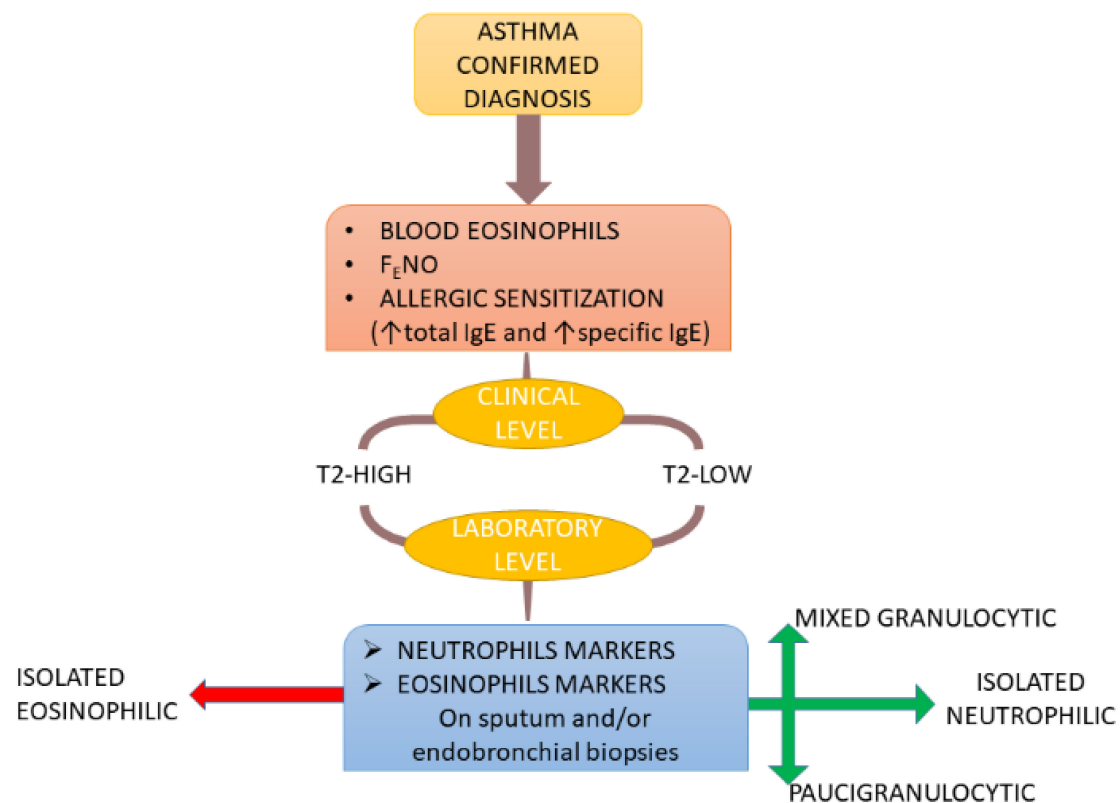 ASTHMA
CONFIRMED
DIAGNOSIS
• BLOOD EOSINOPHILS
• FENO
• ALLERGIC SENSITIZATION
(↑total IgE and ↑specific IgE)
CLINICAL
LEVEL
T2-HIGH
T2-LOW
LABORATORY
LEVEL
➢ NEUTROPHILS MARKERS
➢ EOSINOPHILS MARKERS
On sputum and/or
endobronchial biopsies
ISOLATED
EOSINOPHILIC
MIXED GRANULOCYTIC
ISOLATED
NEUTROPHILIC
PAUCIGRANULOCYTIC